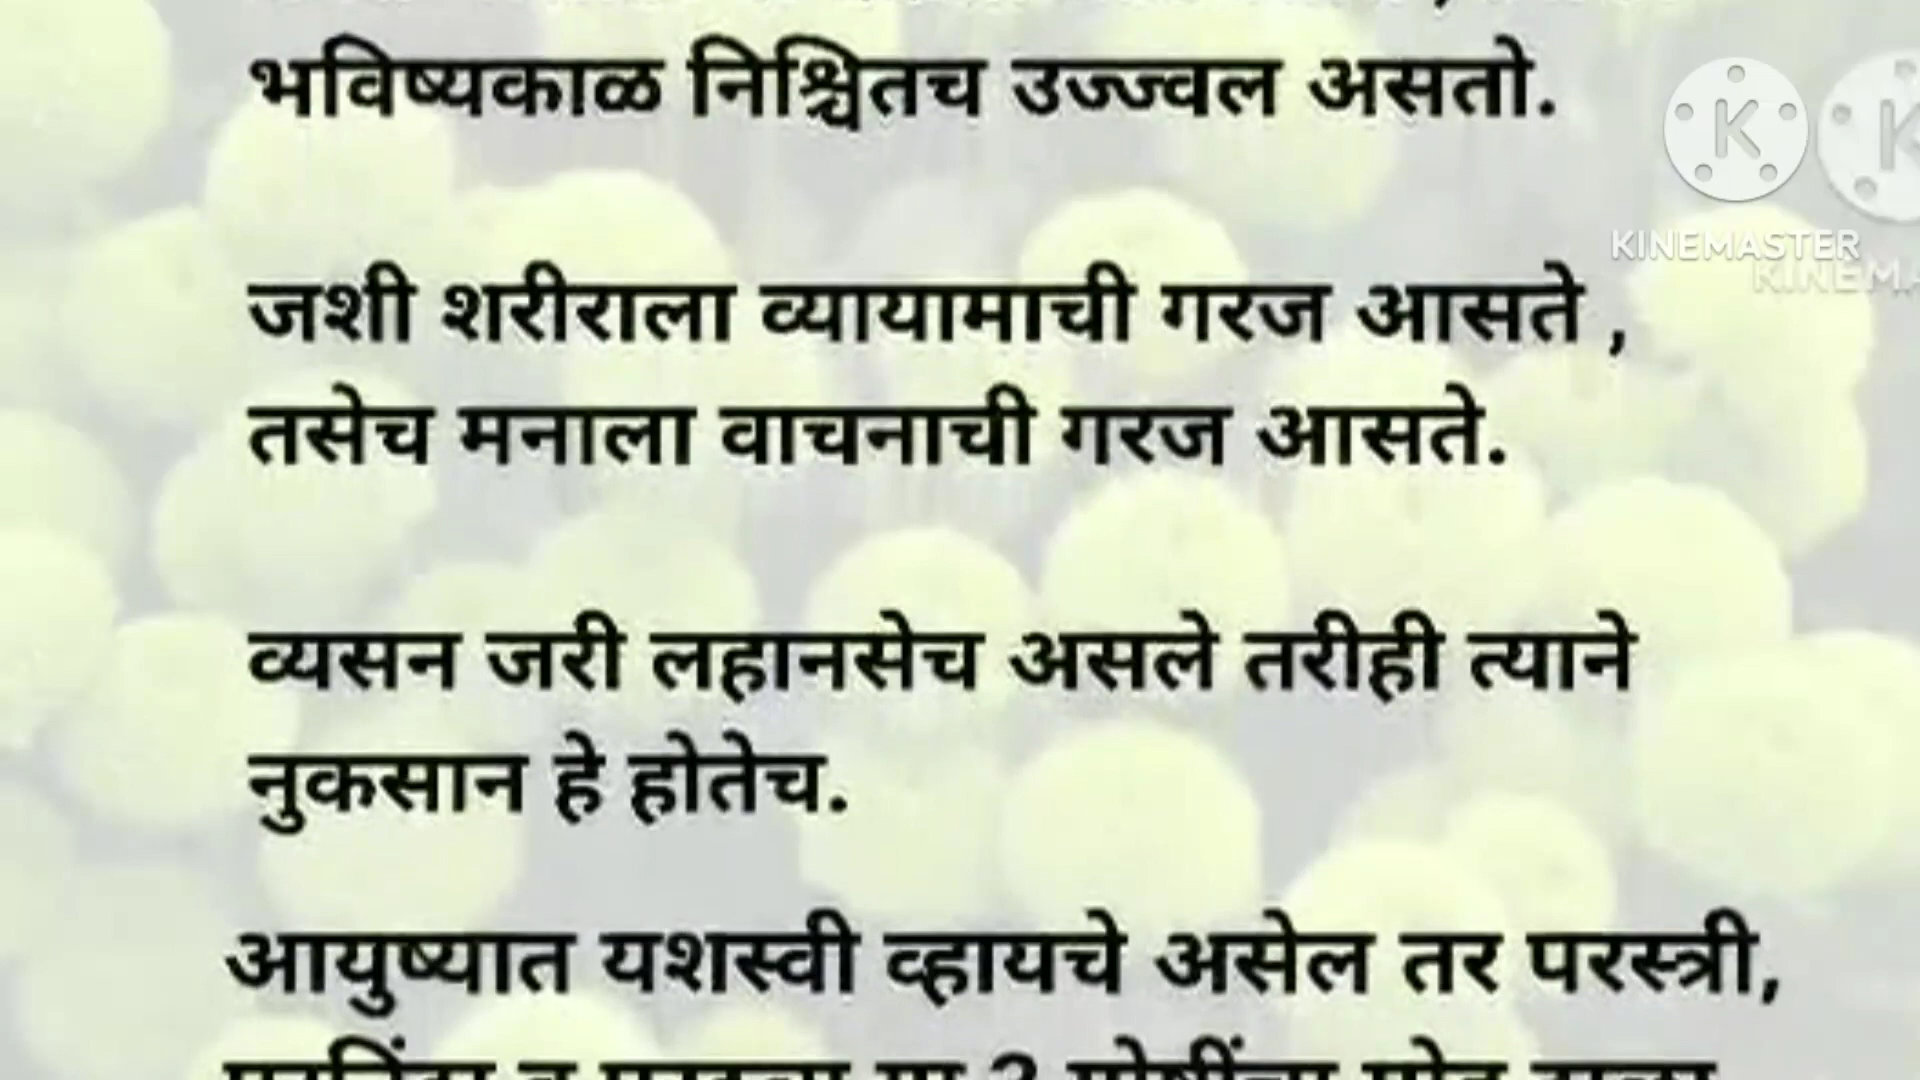 भविष्यकाळ निश्चितच उज्ज्वल असतो.
KINEMASTER
जशी शरीराला व्यायामाची गरज आसते ,
तसेच मनाला वाचनाची गरज आसते.
व्यसन जरी लहानसेच असले तरीही त्याने
नुकसान हे होतेच.
आयुष्यात यशस्वी व्हायचे असेल तर परस्त्री,